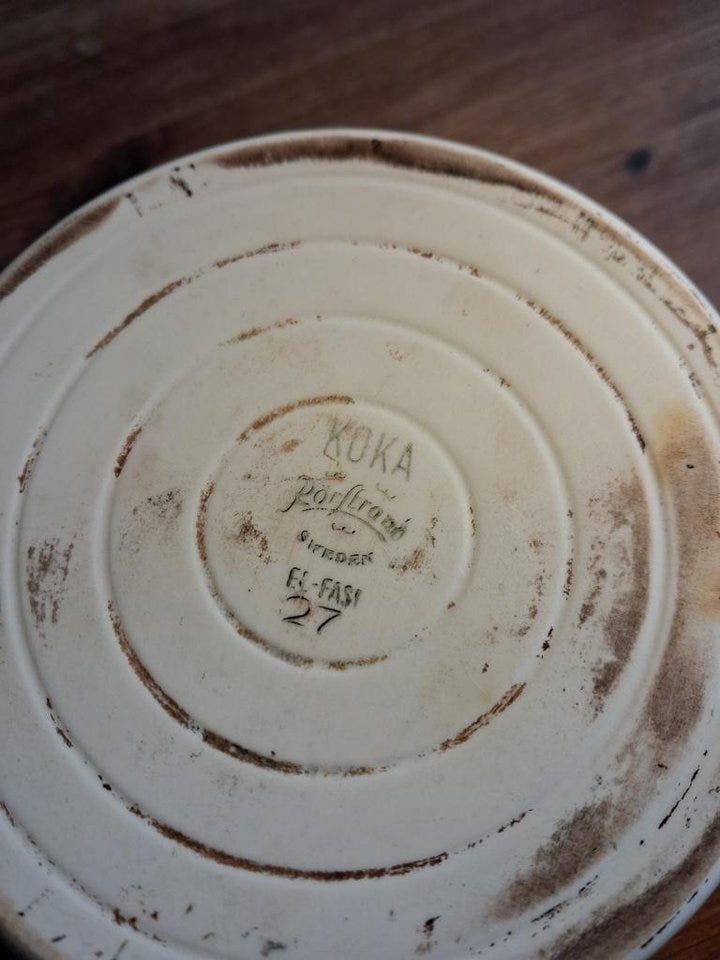 KOKA
Rörstrand
SWEDEN
EL-FAST
27